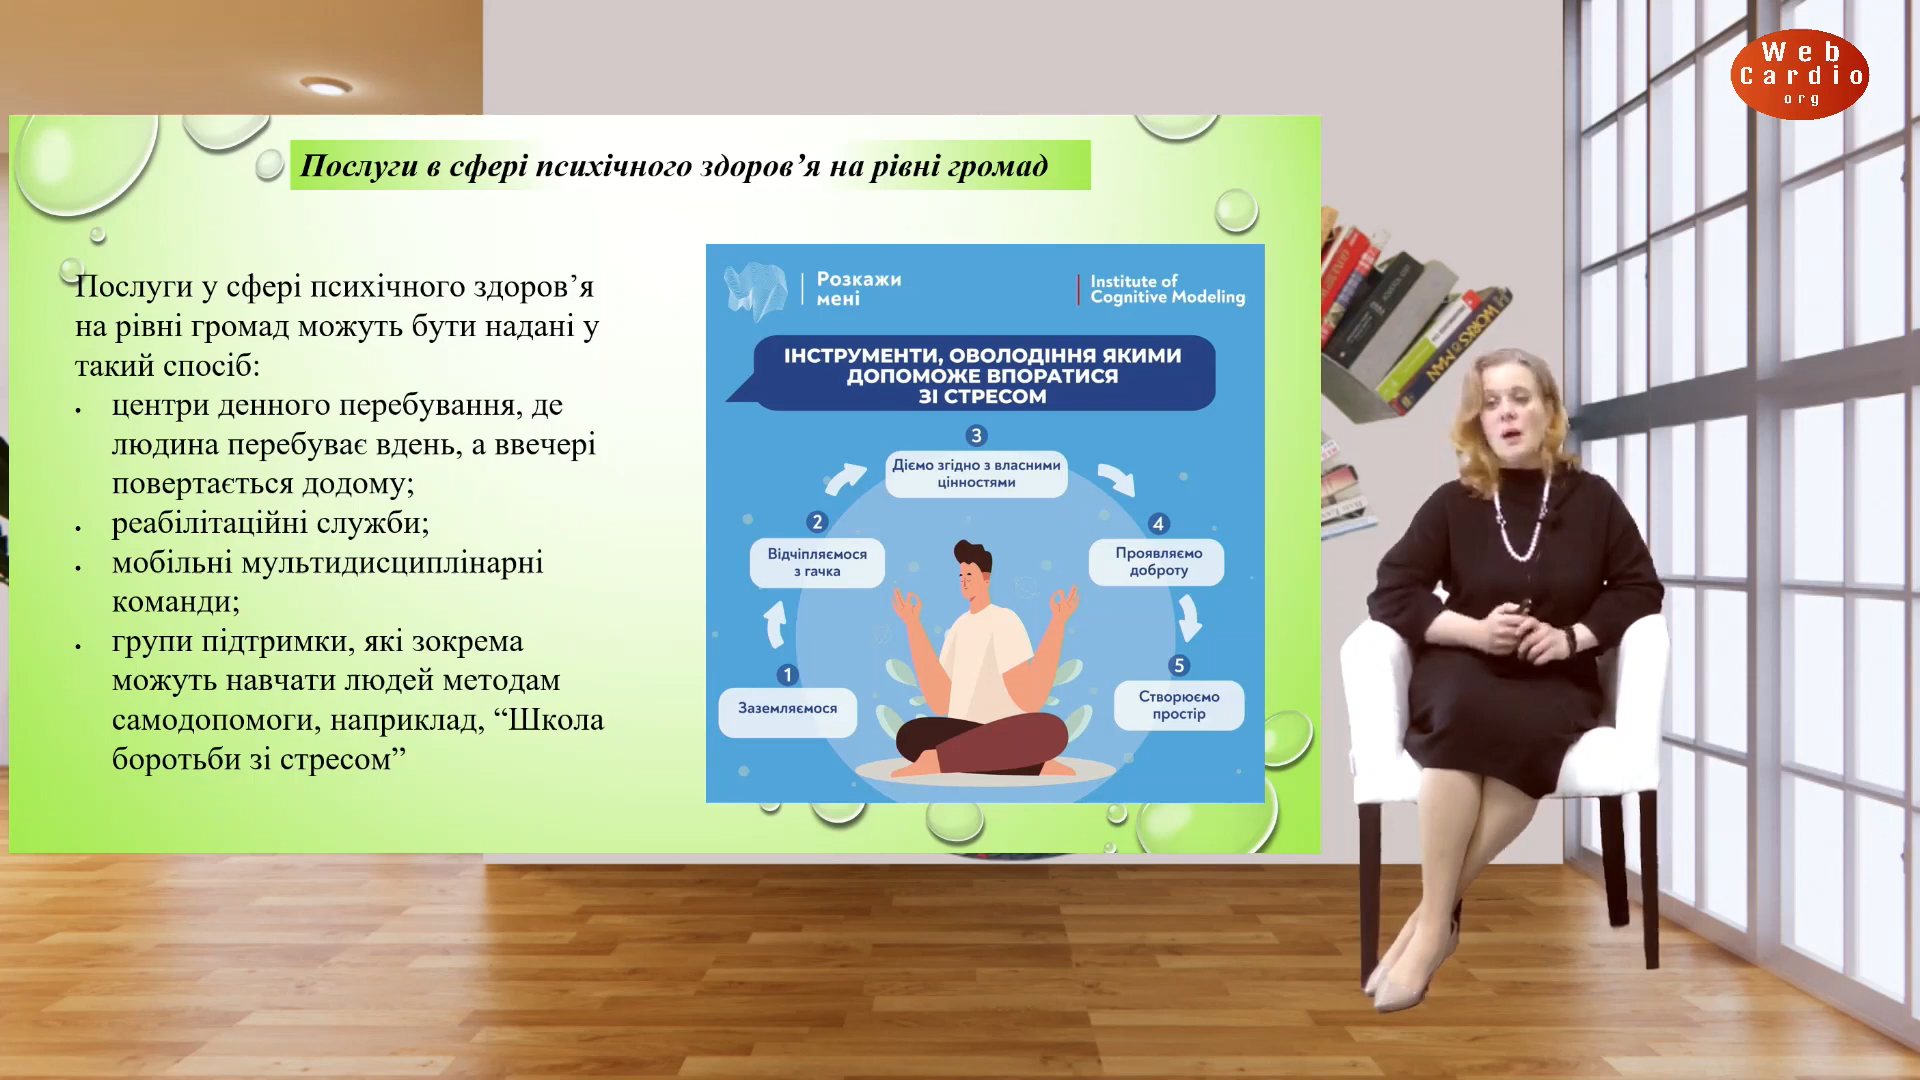 Web
Cardio
org
Послуги в сфері психічного здоров’я на рівні громад
Послуги у сфері психічного здоров’я
на рівні громад можуть бути надані у
такий спосіб:
• центри денного перебування, де
людина перебуває вдень, а ввечері
повертається додому;
• реабілітаційні служби;
• мобільні мультидисциплінарні
команди;
• групи підтримки, які зокрема
можуть навчати людей методам
самодопомоги, наприклад, “Школа
боротьби зі стресом”
Розкажи
мені
Institute of
Cognitive Modeling
ІНСТРУМЕНТИ, ОВОЛОДІННЯ ЯКИМИ
ДОПОМОЖЕ ВПОРАТИСЯ
ЗІ СТРЕСОМ
1
Заземляємося
2
Відчіпляємося
з гачка
3
Діємо згідно з власними
цінностями
4
Проявляємо
доброту
5
Створюємо
простір
WORKSMAN